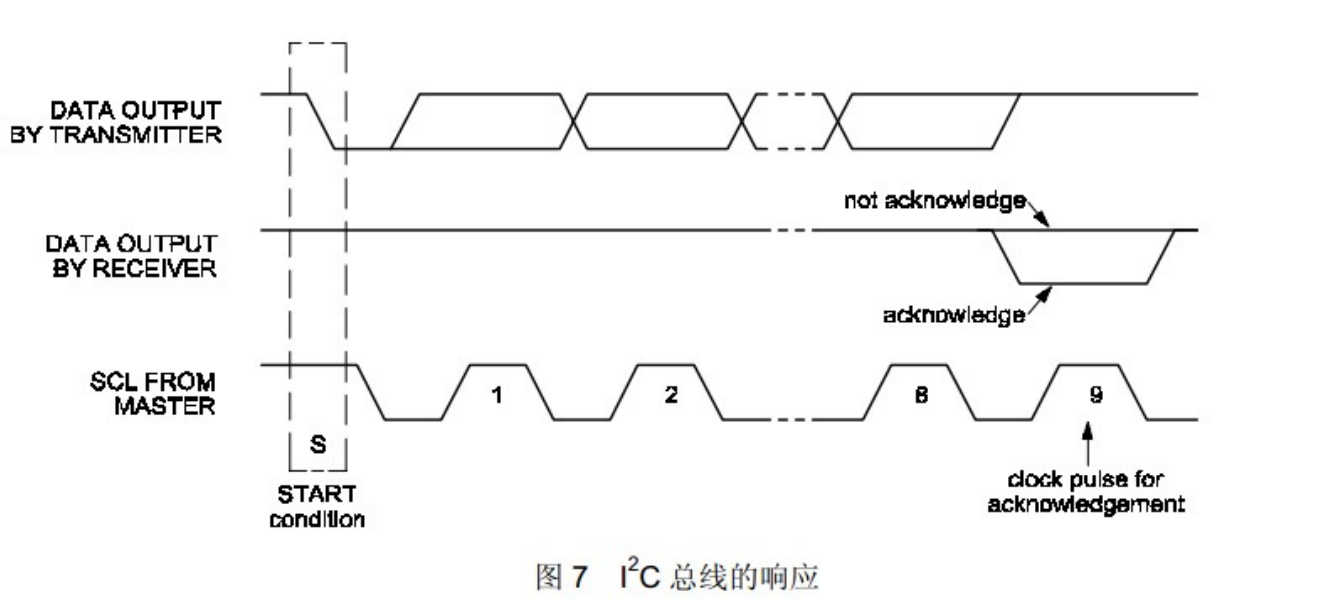 DATA OUTPUT
BY TRANSMITTER
not acknowledge
DATA OUTPUT
BY RECEIVER
acknowledge
SCL FROM
MASTER
1
2
8
9
S
START
condition
clock pulse for
acknowledgement
图 7 I²C 总线的响应